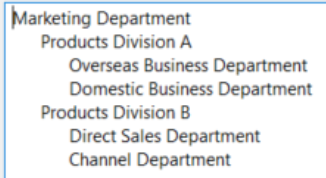 Marketing Department
Products Division A
Overseas Business Department
Domestic Business Department
Products Division B
Direct Sales Department
Channel Department